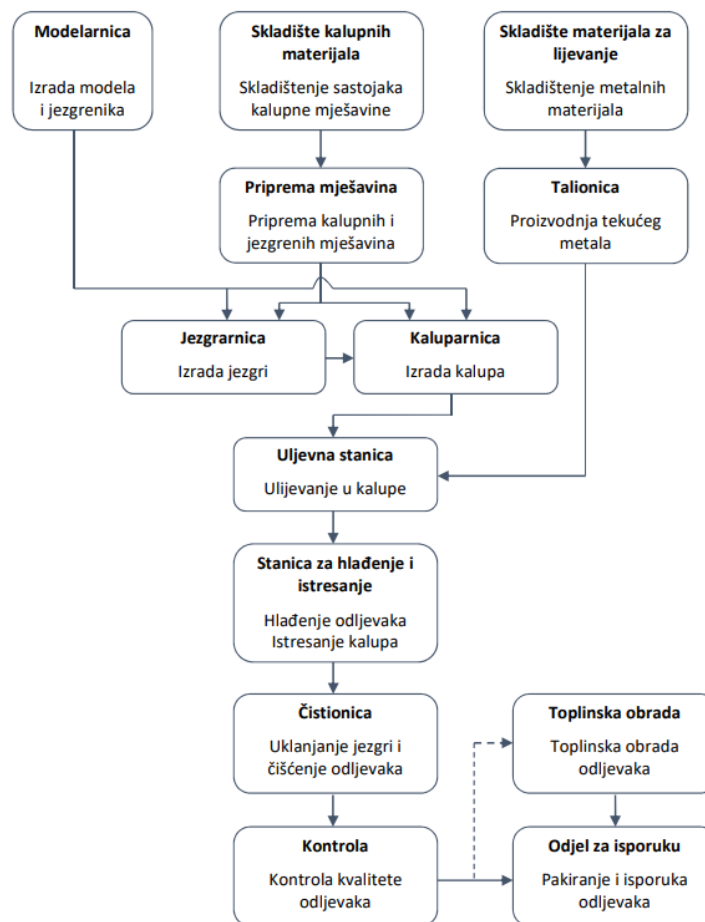 Modelarnica
Izrada modela
i jezgrenika
Skladište kalupnih
materijala
Skladištenje sastojaka
kalupne mješavine
Skladište materijala za
lijevanje
Skladištenje metalnih
materijala
Priprema mješavina
Priprema kalupnih i
jezgrenih mješavina
Talionica
Proizvodnja tekućeg
metala
Jezgrarnica
Izrada jezgri
Kaluparnica
Izrada kalupa
Uljevna stanica
Ulijevanje u kalupe
Stanica za hlađenje i
istresanje
Hlađenje odljevaka
Istresanje kalupa
Čistionica
Uklanjanje jezgri i
čišćenje odljevaka
Toplinska obrada
Toplinska obrada
odljevaka
Kontrola
Kontrola kvalitete
odljevaka
Odjel za isporuku
Pakiranje i isporuka
odljevaka